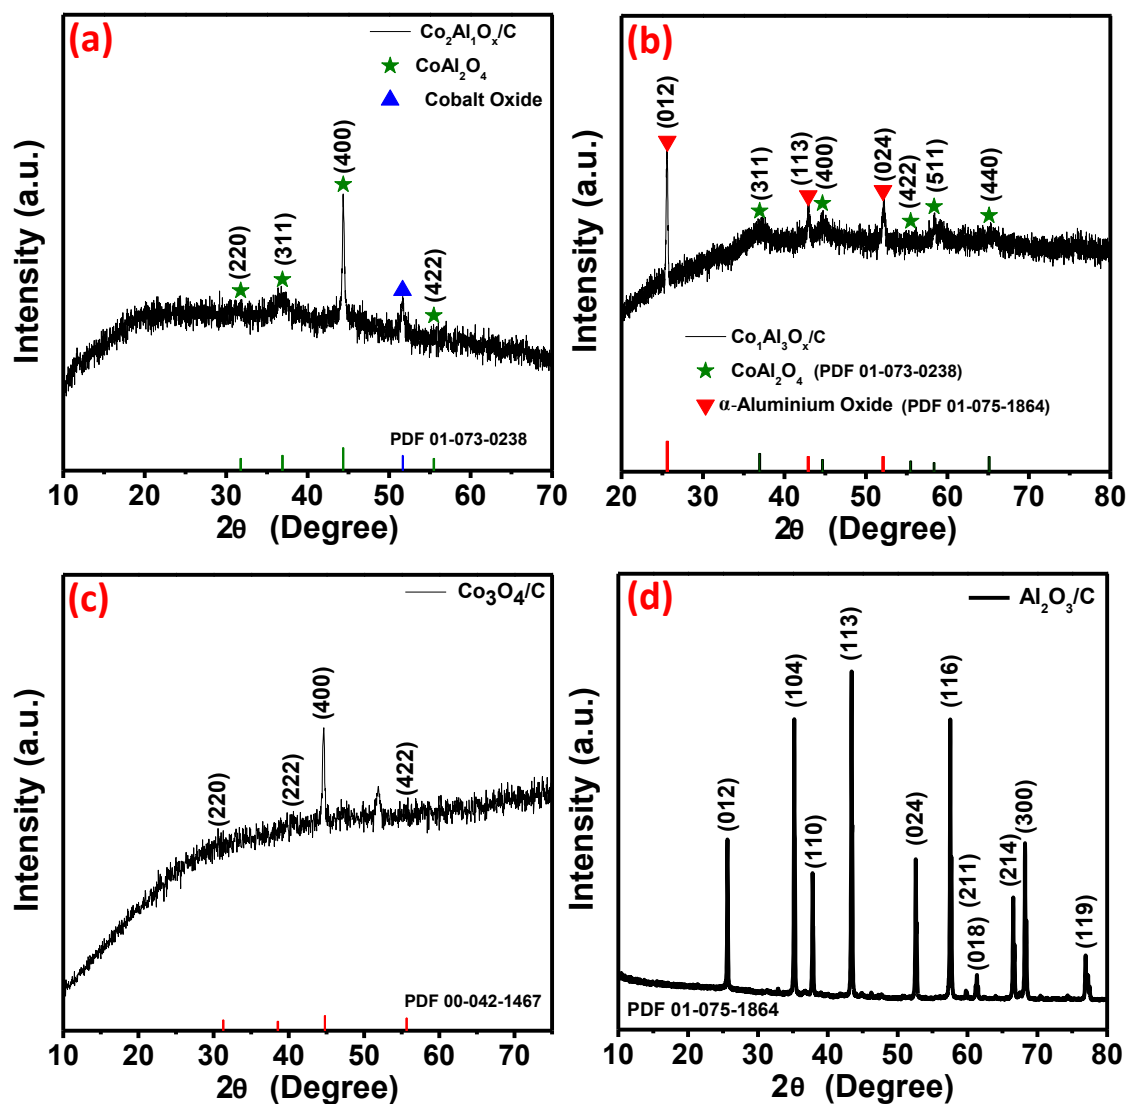 (a)
Co₂Al₁Oₓ/C
CoAl₂O₄
Cobalt Oxide
(220)
(311)
(400)
(422)
PDF 01-073-0238
Intensity (a.u.)
10 20 30 40 50 60 70
2θ (Degree)
(b)
(012)
(311)
(113)
(400)
(024)
(422)
(511)
(440)
Co₁Al₃Oₓ/C
CoAl₂O₄ (PDF 01-073-0238)
α-Aluminium Oxide (PDF 01-075-1864)
Intensity (a.u.)
20 30 40 50 60 70 80
2θ (Degree)
(c)
Co₃O₄/C
(220)
(222)
(400)
(422)
PDF 00-042-1467
Intensity (a.u.)
10 20 30 40 50 60 70
2θ (Degree)
(d)
Al₂O₃/C
(012)
(104)
(110)
(113)
(024)
(116)
(211)
(018)
(214)
(300)
(119)
PDF 01-075-1864
Intensity (a.u.)
10 20 30 40 50 60 70 80
2θ (Degree)